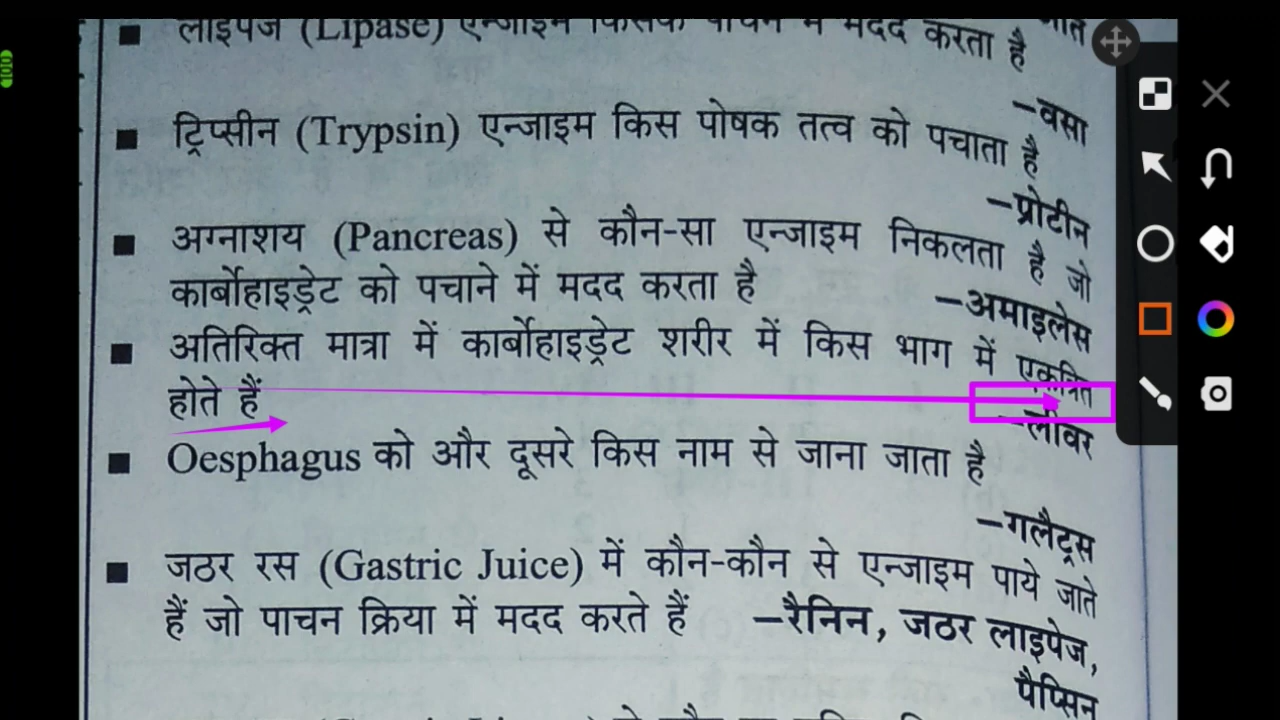 ■ लाइपेज (Lipase) एन्जाइम किसके पाचन में मदद करता है
–वसा
■ ट्रिप्सीन (Trypsin) एन्जाइम किस पोषक तत्व को पचाता है
–प्रोटीन
■ अग्नाशय (Pancreas) से कौन-सा एन्जाइम निकलता है जो
कार्बोहाइड्रेट को पचाने में मदद करता है –अमाइलेस
■ अतिरिक्त मात्रा में कार्बोहाइड्रेट शरीर में किस भाग में एकत्रित
होते हैं –लीवर
■ Oesphagus को और दूसरे किस नाम से जाना जाता है
–गलैट्स
■ जठर रस (Gastric Juice) में कौन-कौन से एन्जाइम पाये जाते
हैं जो पाचन क्रिया में मदद करते हैं –रैनिन, जठर लाइपेज,
पैप्सिन